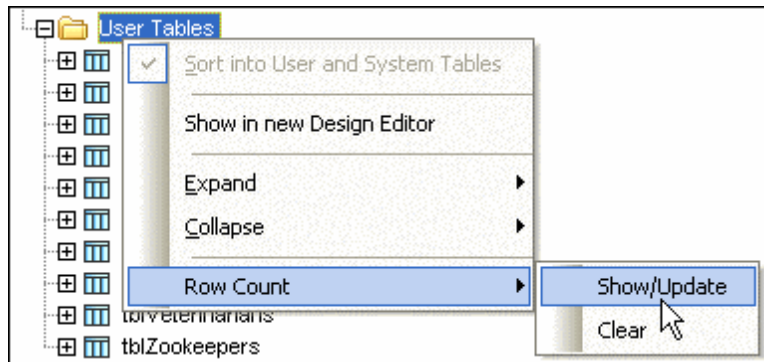 User Tables
Sort into User and System Tables
Show in new Design Editor
Expand
Collapse
Row Count
Show/Update
Clear
tblVeterinarians
tblZookeepers